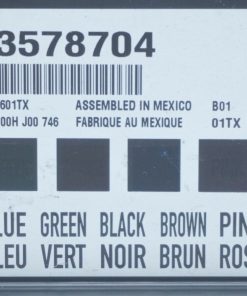 3578704
601TX ASSEMBLED IN MEXICO B01
00H J00 746 FABRIQUE AU MEXIQUE 01TX
LUE GREEN BLACK BROWN PIN
LEU VERT NOIR BRUN ROS